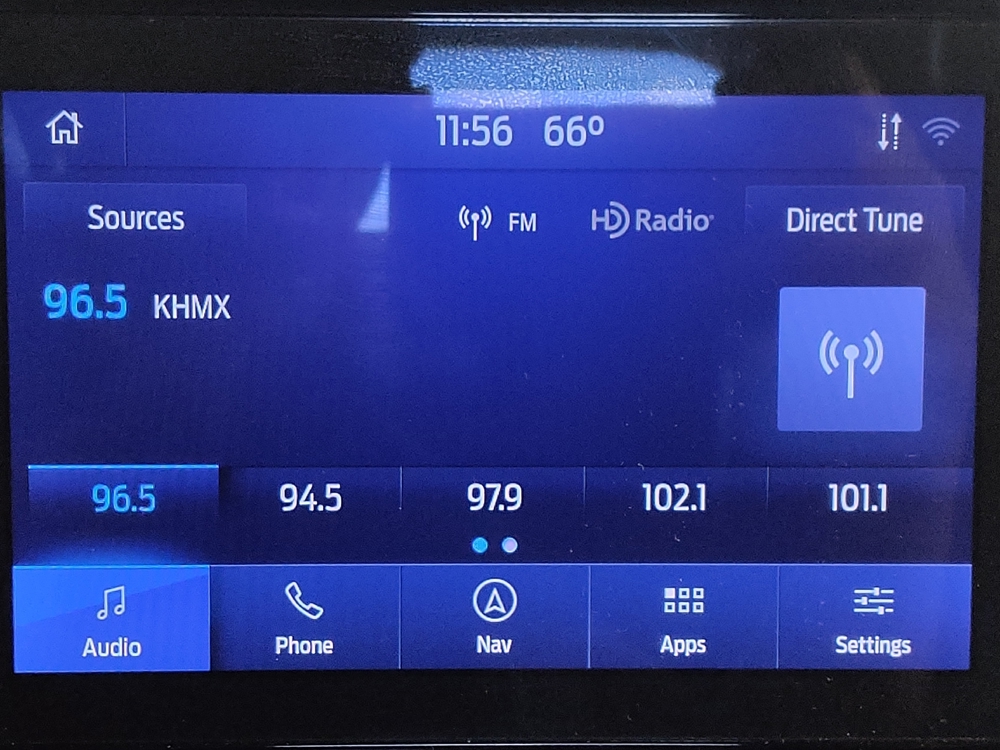 11:56 66º
Sources FM HD Radio Direct Tune
96.5 KHMX
96.5 94.5 97.9 102.1 101.1
Audio Phone Nav Apps Settings